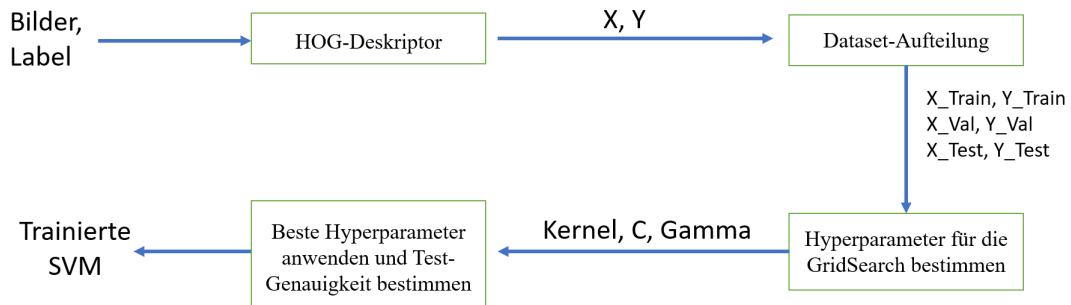 Bilder,
Label
HOG-Deskriptor
X, Y
Dataset-Aufteilung
X_Train, Y_Train
X_Val, Y_Val
X_Test, Y_Test
Hyperparameter für die
GridSearch bestimmen
Kernel, C, Gamma
Beste Hyperparameter
anwenden und Test-
Genauigkeit bestimmen
Trainierte
SVM